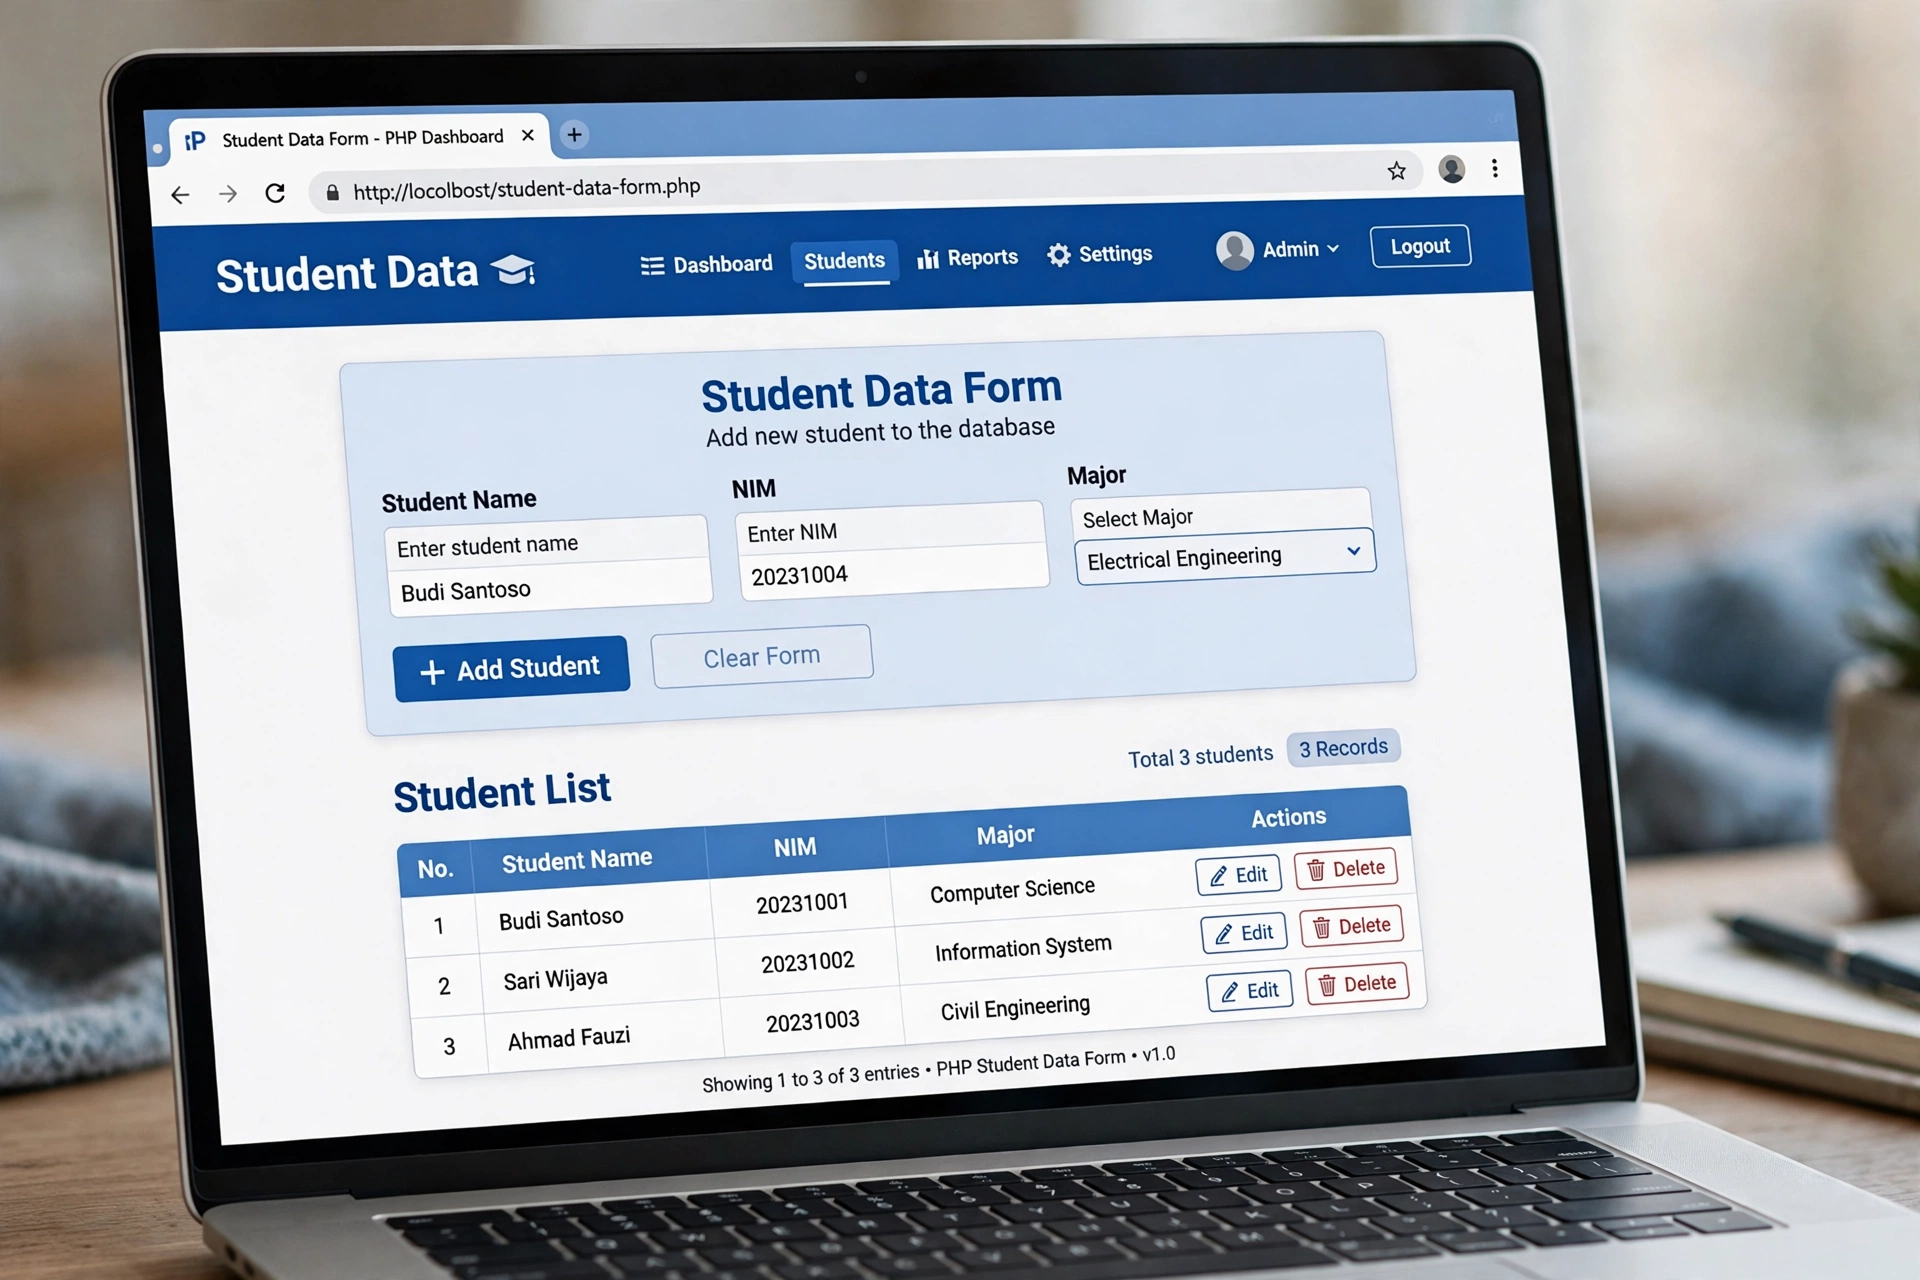 iP Student Data Form - PHP Dashboard
http://locolbost/student-data-form.php
Student Data Dashboard Students Reports Settings Admin Logout
Student Data Form
Add new student to the database
Student Name NIM Major
Enter student name Enter NIM Select Major
Budi Santoso 20231004 Electrical Engineering
+ Add Student Clear Form
Total 3 students 3 Records
Student List
No. Student Name NIM Major Actions
1 Budi Santoso 20231001 Computer Science Edit Delete
2 Sari Wijaya 20231002 Information System Edit Delete
3 Ahmad Fauzi 20231003 Civil Engineering Edit Delete
Showing 1 to 3 of 3 entries • PHP Student Data Form • v1.0